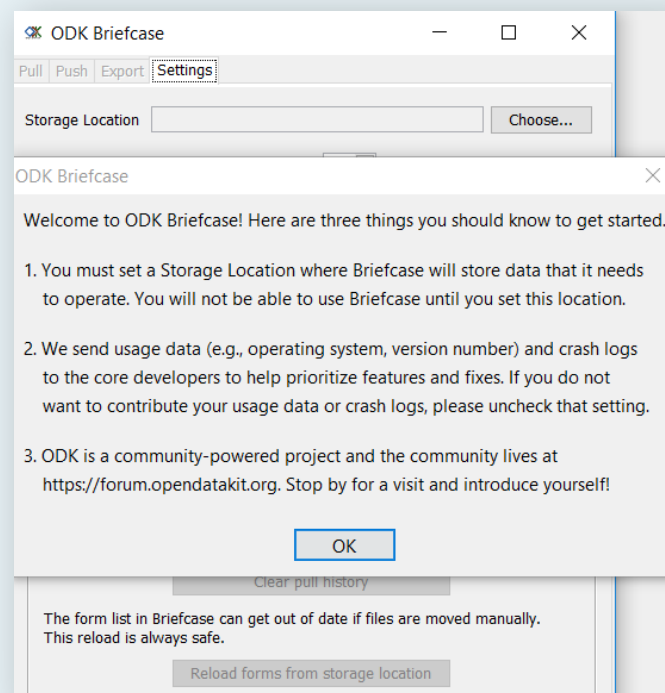 ODK Briefcase
Pull Push Export Settings
Storage Location Choose...
ODK Briefcase
Welcome to ODK Briefcase! Here are three things you should know to get started.
1. You must set a Storage Location where Briefcase will store data that it needs
to operate. You will not be able to use Briefcase until you set this location.
2. We send usage data (e.g., operating system, version number) and crash logs
to the core developers to help prioritize features and fixes. If you do not
want to contribute your usage data or crash logs, please uncheck that setting.
3. ODK is a community-powered project and the community lives at
https://forum.opendatakit.org. Stop by for a visit and introduce yourself!
OK
Clear pull history
The form list in Briefcase can get out of date if files are moved manually.
This reload is always safe.
Reload forms from storage location